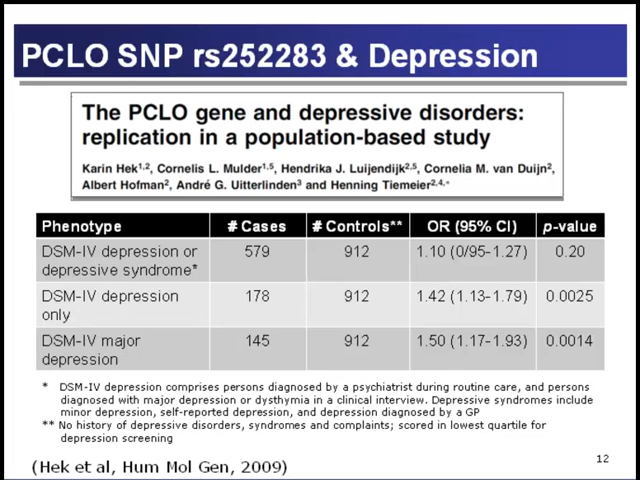 PCLO SNP rs252283 & Depression
The PCLO gene and depressive disorders:
replication in a population-based study
Karin Hek1,2, Cornelis L. Mulder1,5, Hendrika J. Luijendijk2,5, Cornelia M. van Duijn2,
Albert Hofman2, André G. Uitterlinden3 and Henning Tiemeier2,4,*
Phenotype # Cases # Controls** OR (95% CI) p-value
DSM-IV depression or depressive syndrome* 579 912 1.10 (0/95-1.27) 0.20
DSM-IV depression only 178 912 1.42 (1.13-1.79) 0.0025
DSM-IV major depression 145 912 1.50 (1.17-1.93) 0.0014
* DSM-IV depression comprises persons diagnosed by a psychiatrist during routine care, and persons
diagnosed with major depression or dysthymia in a clinical interview. Depressive syndromes include
minor depression, self-reported depression, and depression diagnosed by a GP
** No history of depressive disorders, syndromes and complaints; scored in lowest quartile for
depression screening
12
(Hek et al, Hum Mol Gen, 2009)